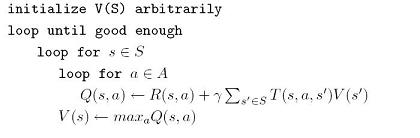 initialize V(S) arbitrarily
loop until good enough
loop for s ∈ S
loop for a ∈ A
Q(s, a) ← R(s, a) + γ ∑_{s'∈S} T(s, a, s')V(s')
V(s) ← max_a Q(s, a)